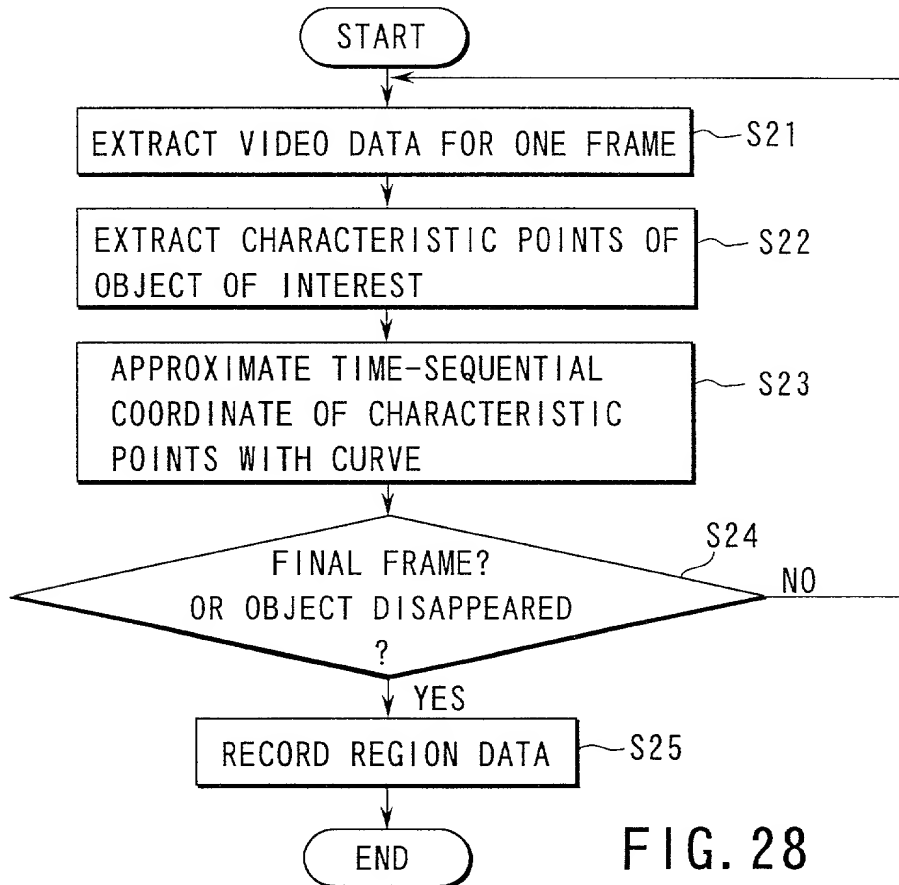 START
EXTRACT VIDEO DATA FOR ONE FRAME
S21
EXTRACT CHARACTERISTIC POINTS OF
OBJECT OF INTEREST
S22
APPROXIMATE TIME-SEQUENTIAL
COORDINATE OF CHARACTERISTIC
POINTS WITH CURVE
S23
FINAL FRAME?
OR OBJECT DISAPPEARED
?
S24
NO
YES
RECORD REGION DATA
S25
END
FIG. 28